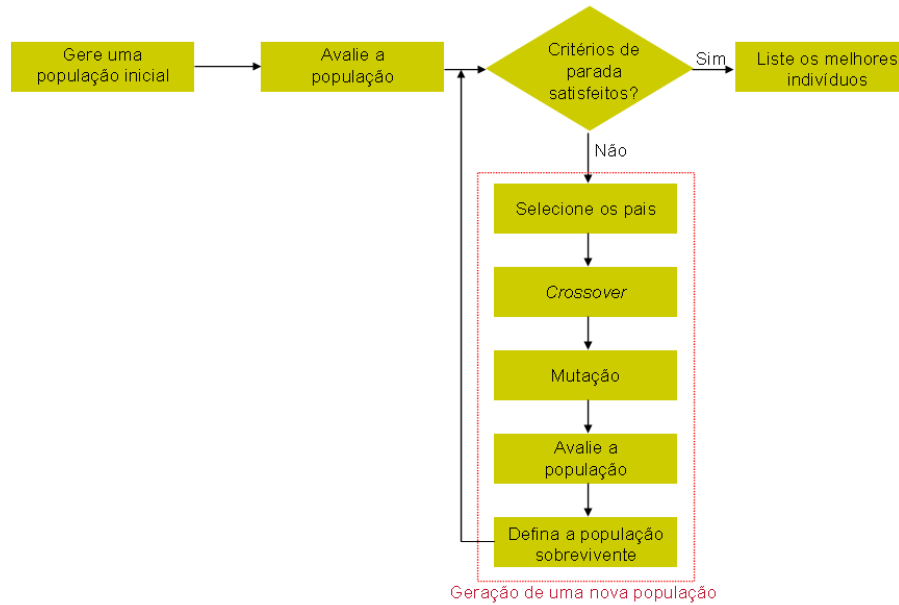 Gere uma
população inicial
Avalie a
população
Critérios de
parada
satisfeitos?
Sim
Liste os melhores
indivíduos
Não
Selecione os pais
Crossover
Mutação
Avalie a
população
Defina a população
sobrevivente
Geração de uma nova população